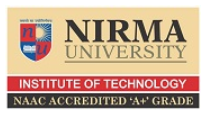 NIRMA
UNIVERSITY
INSTITUTE OF TECHNOLOGY
NAAC ACCREDITED 'A+' GRADE